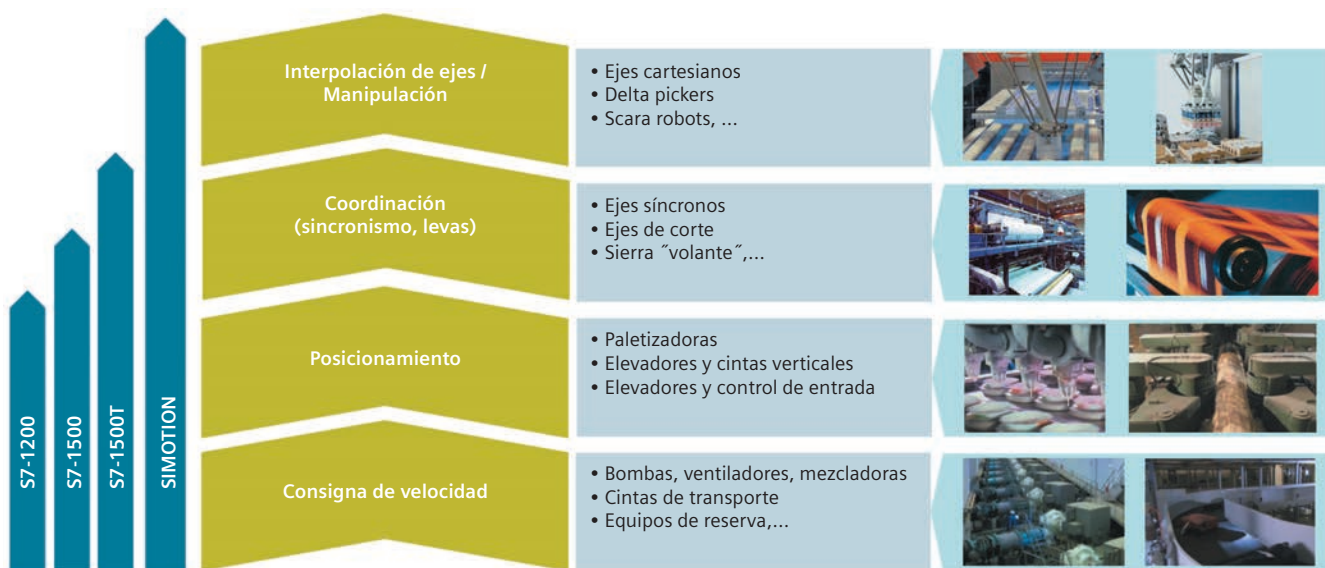 Interpolación de ejes /
Manipulación
• Ejes cartesianos
• Delta pickers
• Scara robots, ...
Coordinación
(sincronismo, levas)
• Ejes síncronos
• Ejes de corte
• Sierra ˝volante˝,...
Posicionamiento
• Paletizadoras
• Elevadores y cintas verticales
• Elevadores y control de entrada
Consigna de velocidad
• Bombas, ventiladores, mezcladoras
• Cintas de transporte
• Equipos de reserva,...
S7-1200
S7-1500
S7-1500T
SIMOTION